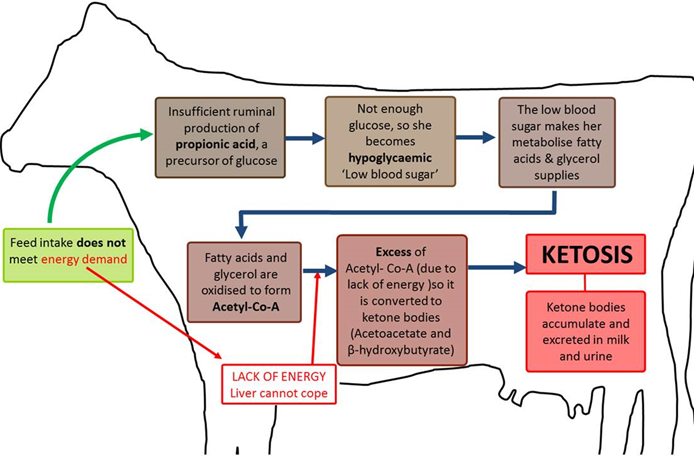 Insufficient ruminal
production of
propionic acid, a
precursor of glucose
Not enough
glucose, so she
becomes
hypoglycaemic
‘Low blood sugar’
The low blood
sugar makes her
metabolise fatty
acids & glycerol
supplies
Feed intake does not
meet energy demand
Fatty acids and
glycerol are
oxidised to form
Acetyl-Co-A
Excess of
Acetyl- Co-A (due to
lack of energy )so it
is converted to
ketone bodies
(Acetoacetate and
β-hydroxybutyrate)
KETOSIS
Ketone bodies
accumulate and
excreted in milk
and urine
LACK OF ENERGY
Liver cannot cope